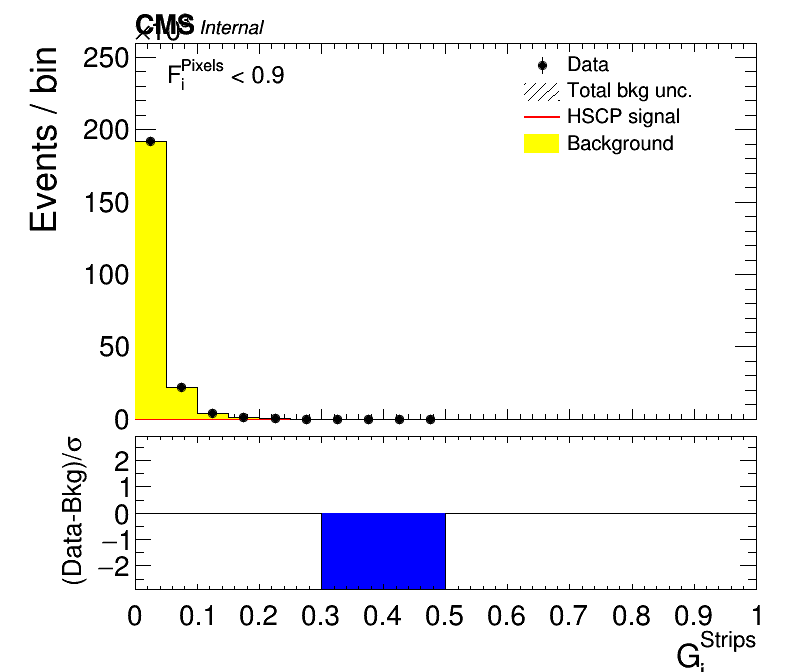 CMS Internal
×10³
Events / bin
250
200
150
100
50
0
F_i^Pixels < 0.9
Data
Total bkg unc.
HSCP signal
Background
(Data-Bkg)/σ
2
1
0
−1
−2
0 0.1 0.2 0.3 0.4 0.5 0.6 0.7 0.8 0.9 1
G_i^Strips